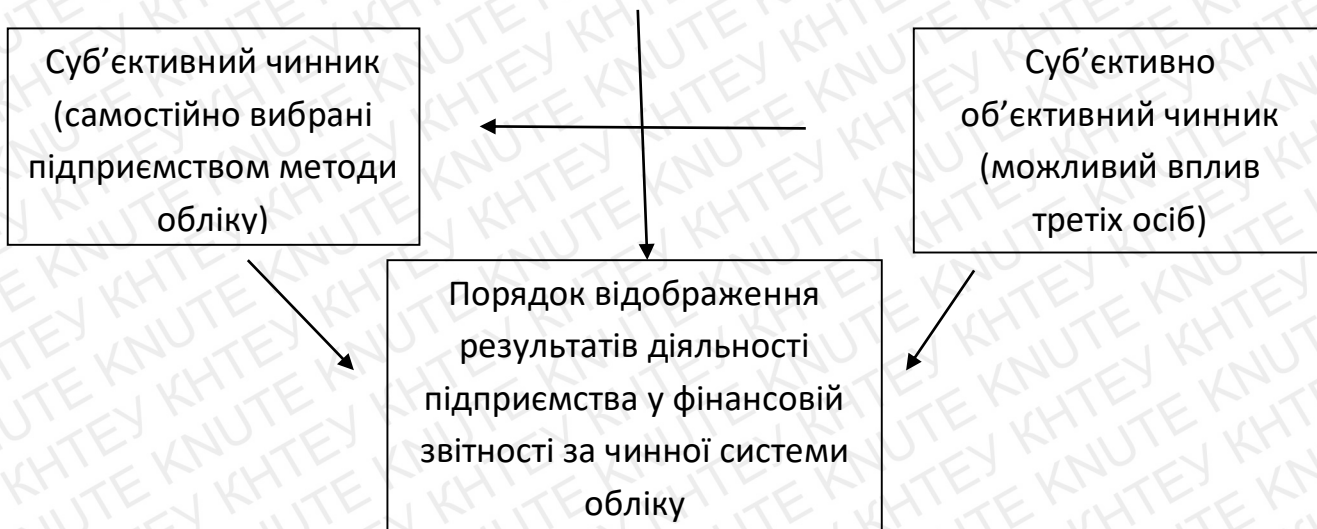 Суб’єктивний чинник
(самостійно вибрані
підприємством методи
обліку)
Суб’єктивно
об’єктивний чинник
(можливий вплив
третіх осіб)
Порядок відображення
результатів діяльності
підприємства у фінансовій
звітності за чинної системи
обліку